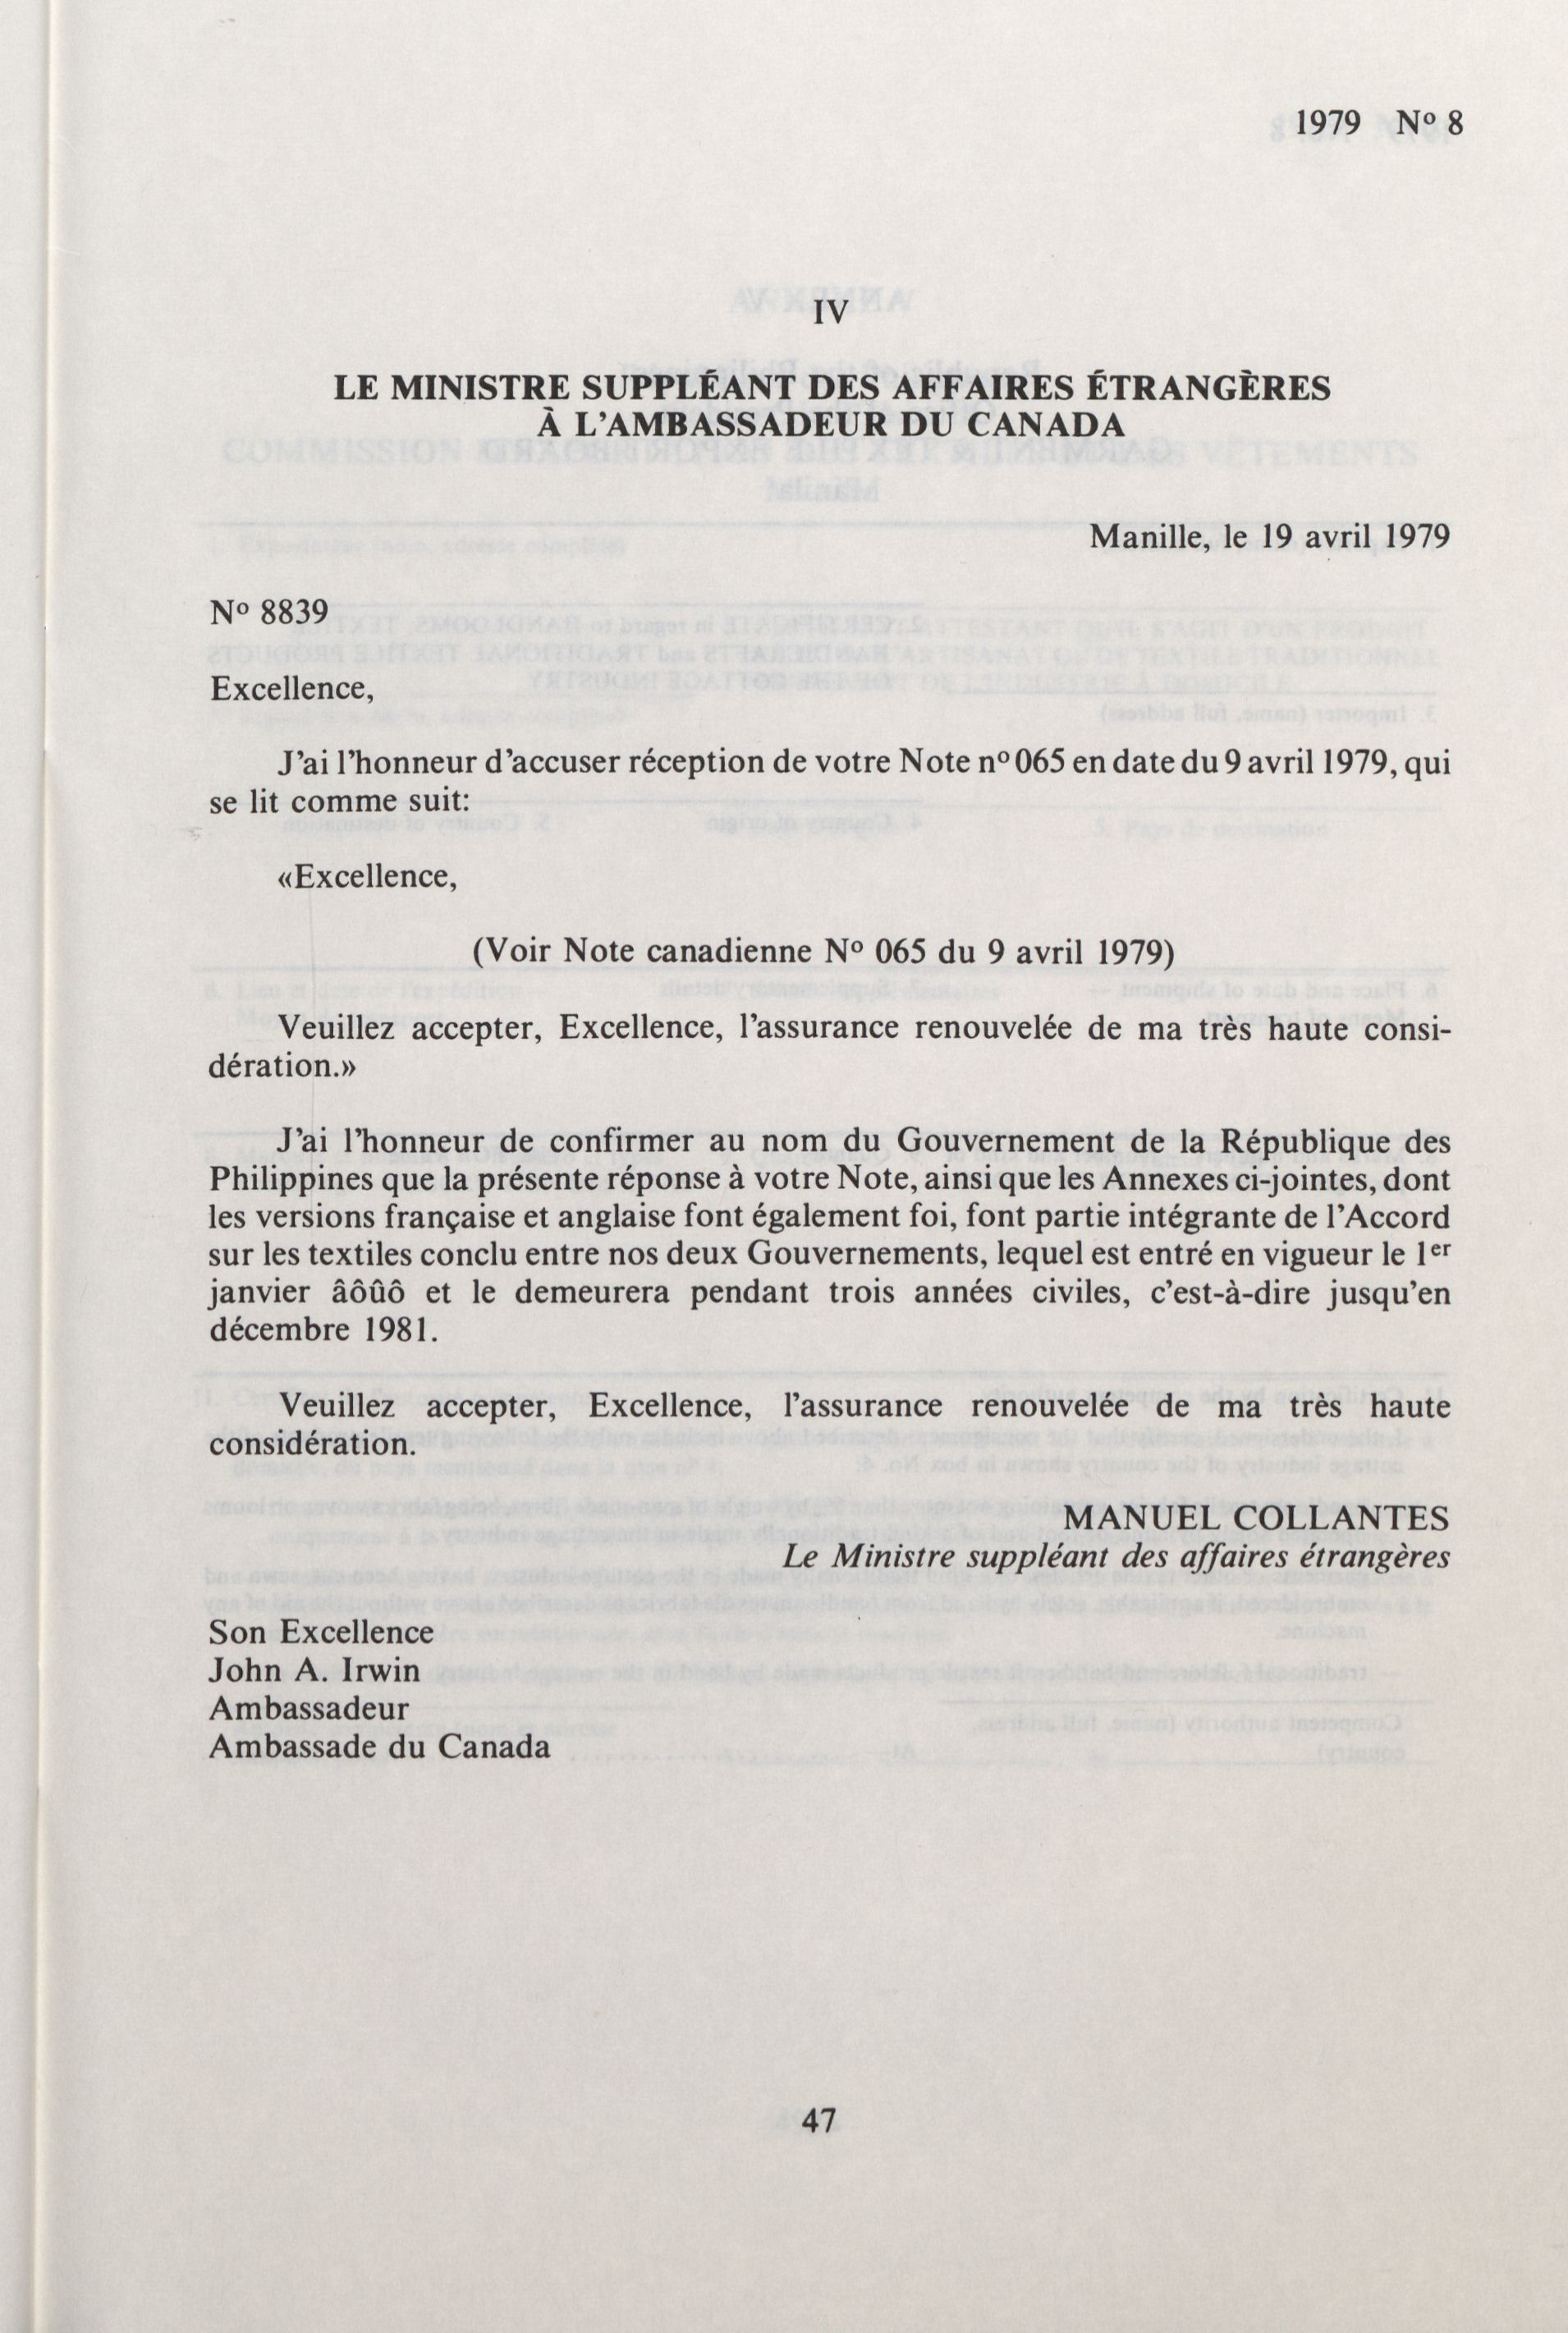 1979 Nº 8
IV
LE MINISTRE SUPPLÉANT DES AFFAIRES ÉTRANGÈRES
À L'AMBASSADEUR DU CANADA
Manille, le 19 avril 1979
Nº 8839
Excellence,
J'ai l'honneur d'accuser réception de votre Note nº 065 en date du 9 avril 1979, qui
se lit comme suit:
«Excellence,
(Voir Note canadienne Nº 065 du 9 avril 1979)
Veuillez accepter, Excellence, l'assurance renouvelée de ma très haute consi-
dération.»
J'ai l'honneur de confirmer au nom du Gouvernement de la République des
Philippines que la présente réponse à votre Note, ainsi que les Annexes ci-jointes, dont
les versions française et anglaise font également foi, font partie intégrante de l'Accord
sur les textiles conclu entre nos deux Gouvernements, lequel est entré en vigueur le 1er
janvier âôûô et le demeurera pendant trois années civiles, c'est-à-dire jusqu'en
décembre 1981.
Veuillez accepter, Excellence, l'assurance renouvelée de ma très haute
considération.
MANUEL COLLANTES
Le Ministre suppléant des affaires étrangères
Son Excellence
John A. Irwin
Ambassadeur
Ambassade du Canada
47